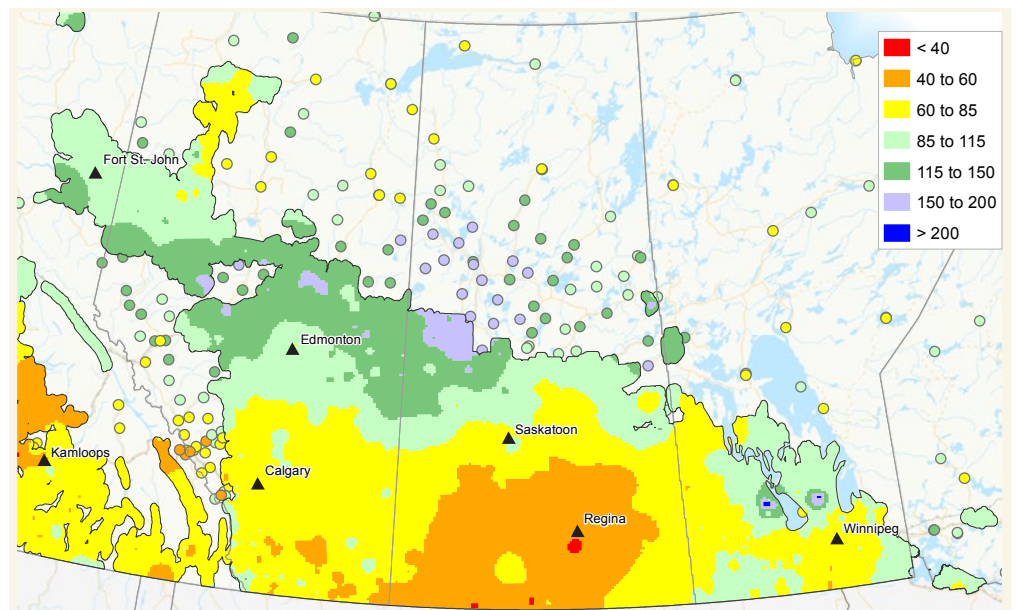 < 40
40 to 60
60 to 85
85 to 115
115 to 150
150 to 200
> 200
Fort St. John
Edmonton
Saskatoon
Kamloops
Calgary
Regina
Winnipeg